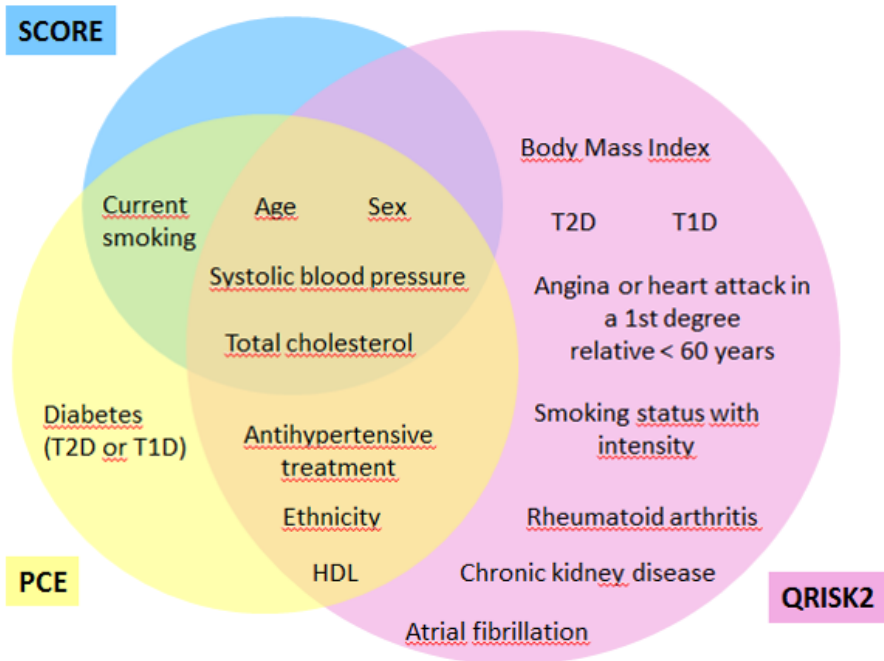 SCORE
Body Mass Index
Current
smoking
Age
Sex
T2D
T1D
Systolic blood pressure
Angina or heart attack in
a 1st degree
relative < 60 years
Total cholesterol
Diabetes
(T2D or T1D)
Antihypertensive
treatment
Smoking status with
intensity
Ethnicity
Rheumatoid arthritis
HDL
Chronic kidney disease
PCE
QRISK2
Atrial fibrillation